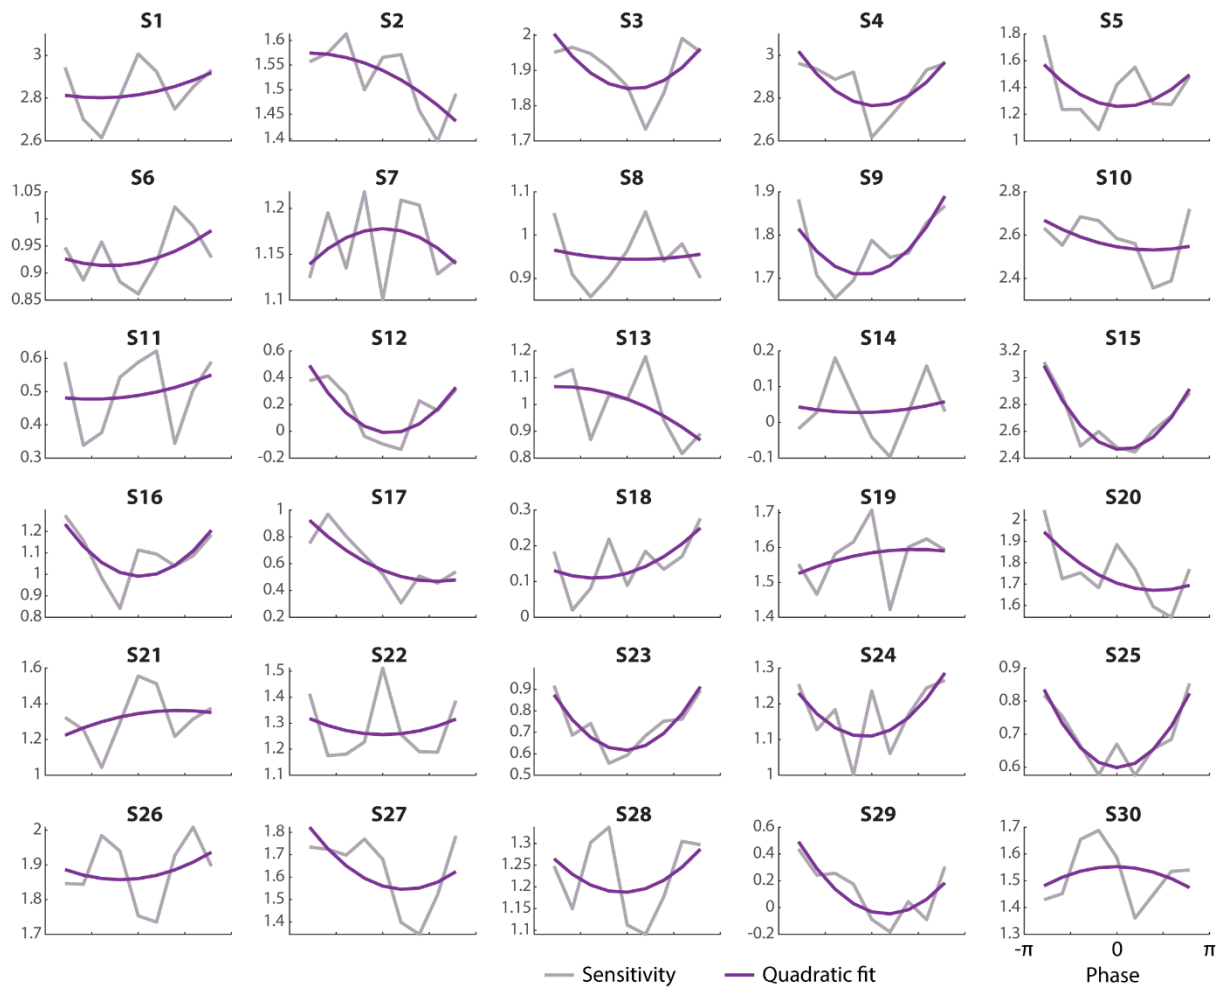 S1 S2 S3 S4 S5
3 2.8 2.6
1.6 1.55 1.5 1.45 1.4
2 1.9 1.8 1.7
3 2.8 2.6
1.8 1.6 1.4 1.2 1
S6 S7 S8 S9 S10
1.05 1 0.95 0.9 0.85
1.2 1.15 1.1
1.1 1 0.9
1.9 1.8 1.7
2.8 2.6 2.4
S11 S12 S13 S14 S15
0.6 0.5 0.4 0.3
0.6 0.4 0.2 0 -0.2
1.2 1.1 1 0.9 0.8
0.2 0.1 0 -0.1
3.2 3 2.8 2.6 2.4
S16 S17 S18 S19 S20
1.2 1.1 1 0.9 0.8
1 0.8 0.6 0.4 0.2
0.3 0.2 0.1 0
1.7 1.6 1.5 1.4
2 1.9 1.8 1.7 1.6
S21 S22 S23 S24 S25
1.6 1.4 1.2 1
1.5 1.4 1.3 1.2 1.1
0.9 0.8 0.7 0.6 0.5
1.3 1.2 1.1 1
0.9 0.8 0.7 0.6
S26 S27 S28 S29 S30
2 1.9 1.8 1.7
1.8 1.7 1.6 1.5 1.4
1.3 1.2 1.15 1.1
0.6 0.4 0.2 0 -0.2
1.7 1.6 1.5 1.4 1.3
-π 0 π
Sensitivity Quadratic fit Phase